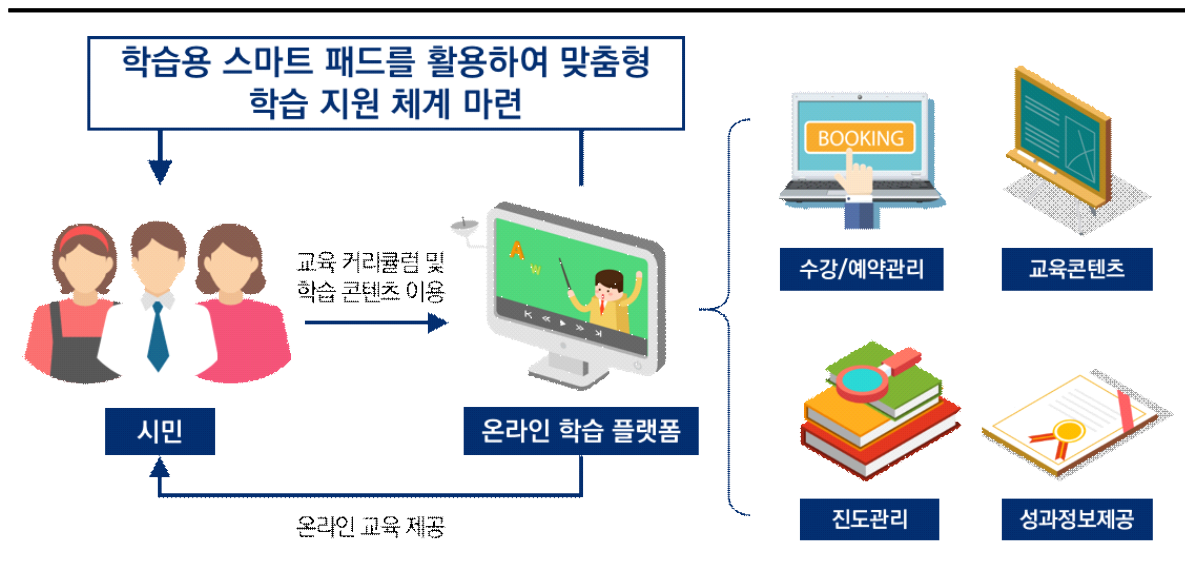 학습용 스마트 패드를 활용하여 맞춤형
학습 지원 체계 마련
BOOKING
수강/예약관리
교육콘텐츠
A
W
교육 커리큘럼 및
학습 콘텐츠 이용
시민
온라인 학습 플랫폼
온라인 교육 제공
진도관리
성과정보제공